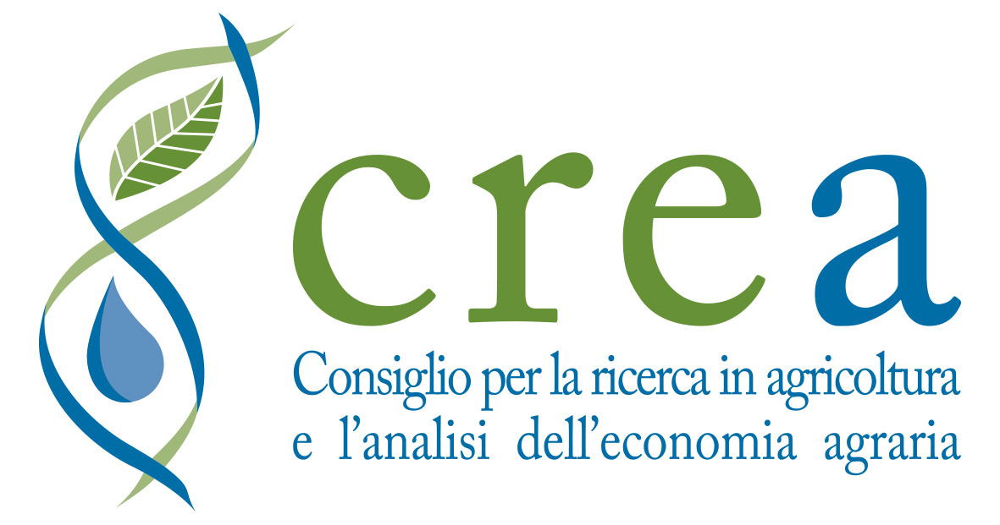 crea
Consiglio per la ricerca in agricoltura
e l’analisi dell’economia agraria